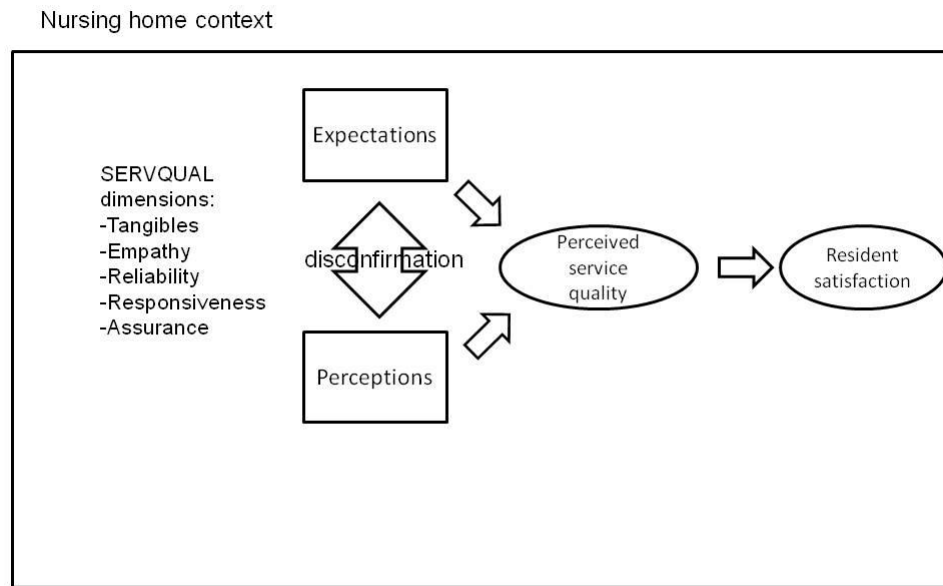 Nursing home context
SERVQUAL
dimensions:
-Tangibles
-Empathy
-Reliability
-Responsiveness
-Assurance
Expectations
disconfirmation
Perceptions
Perceived
service
quality
Resident
satisfaction